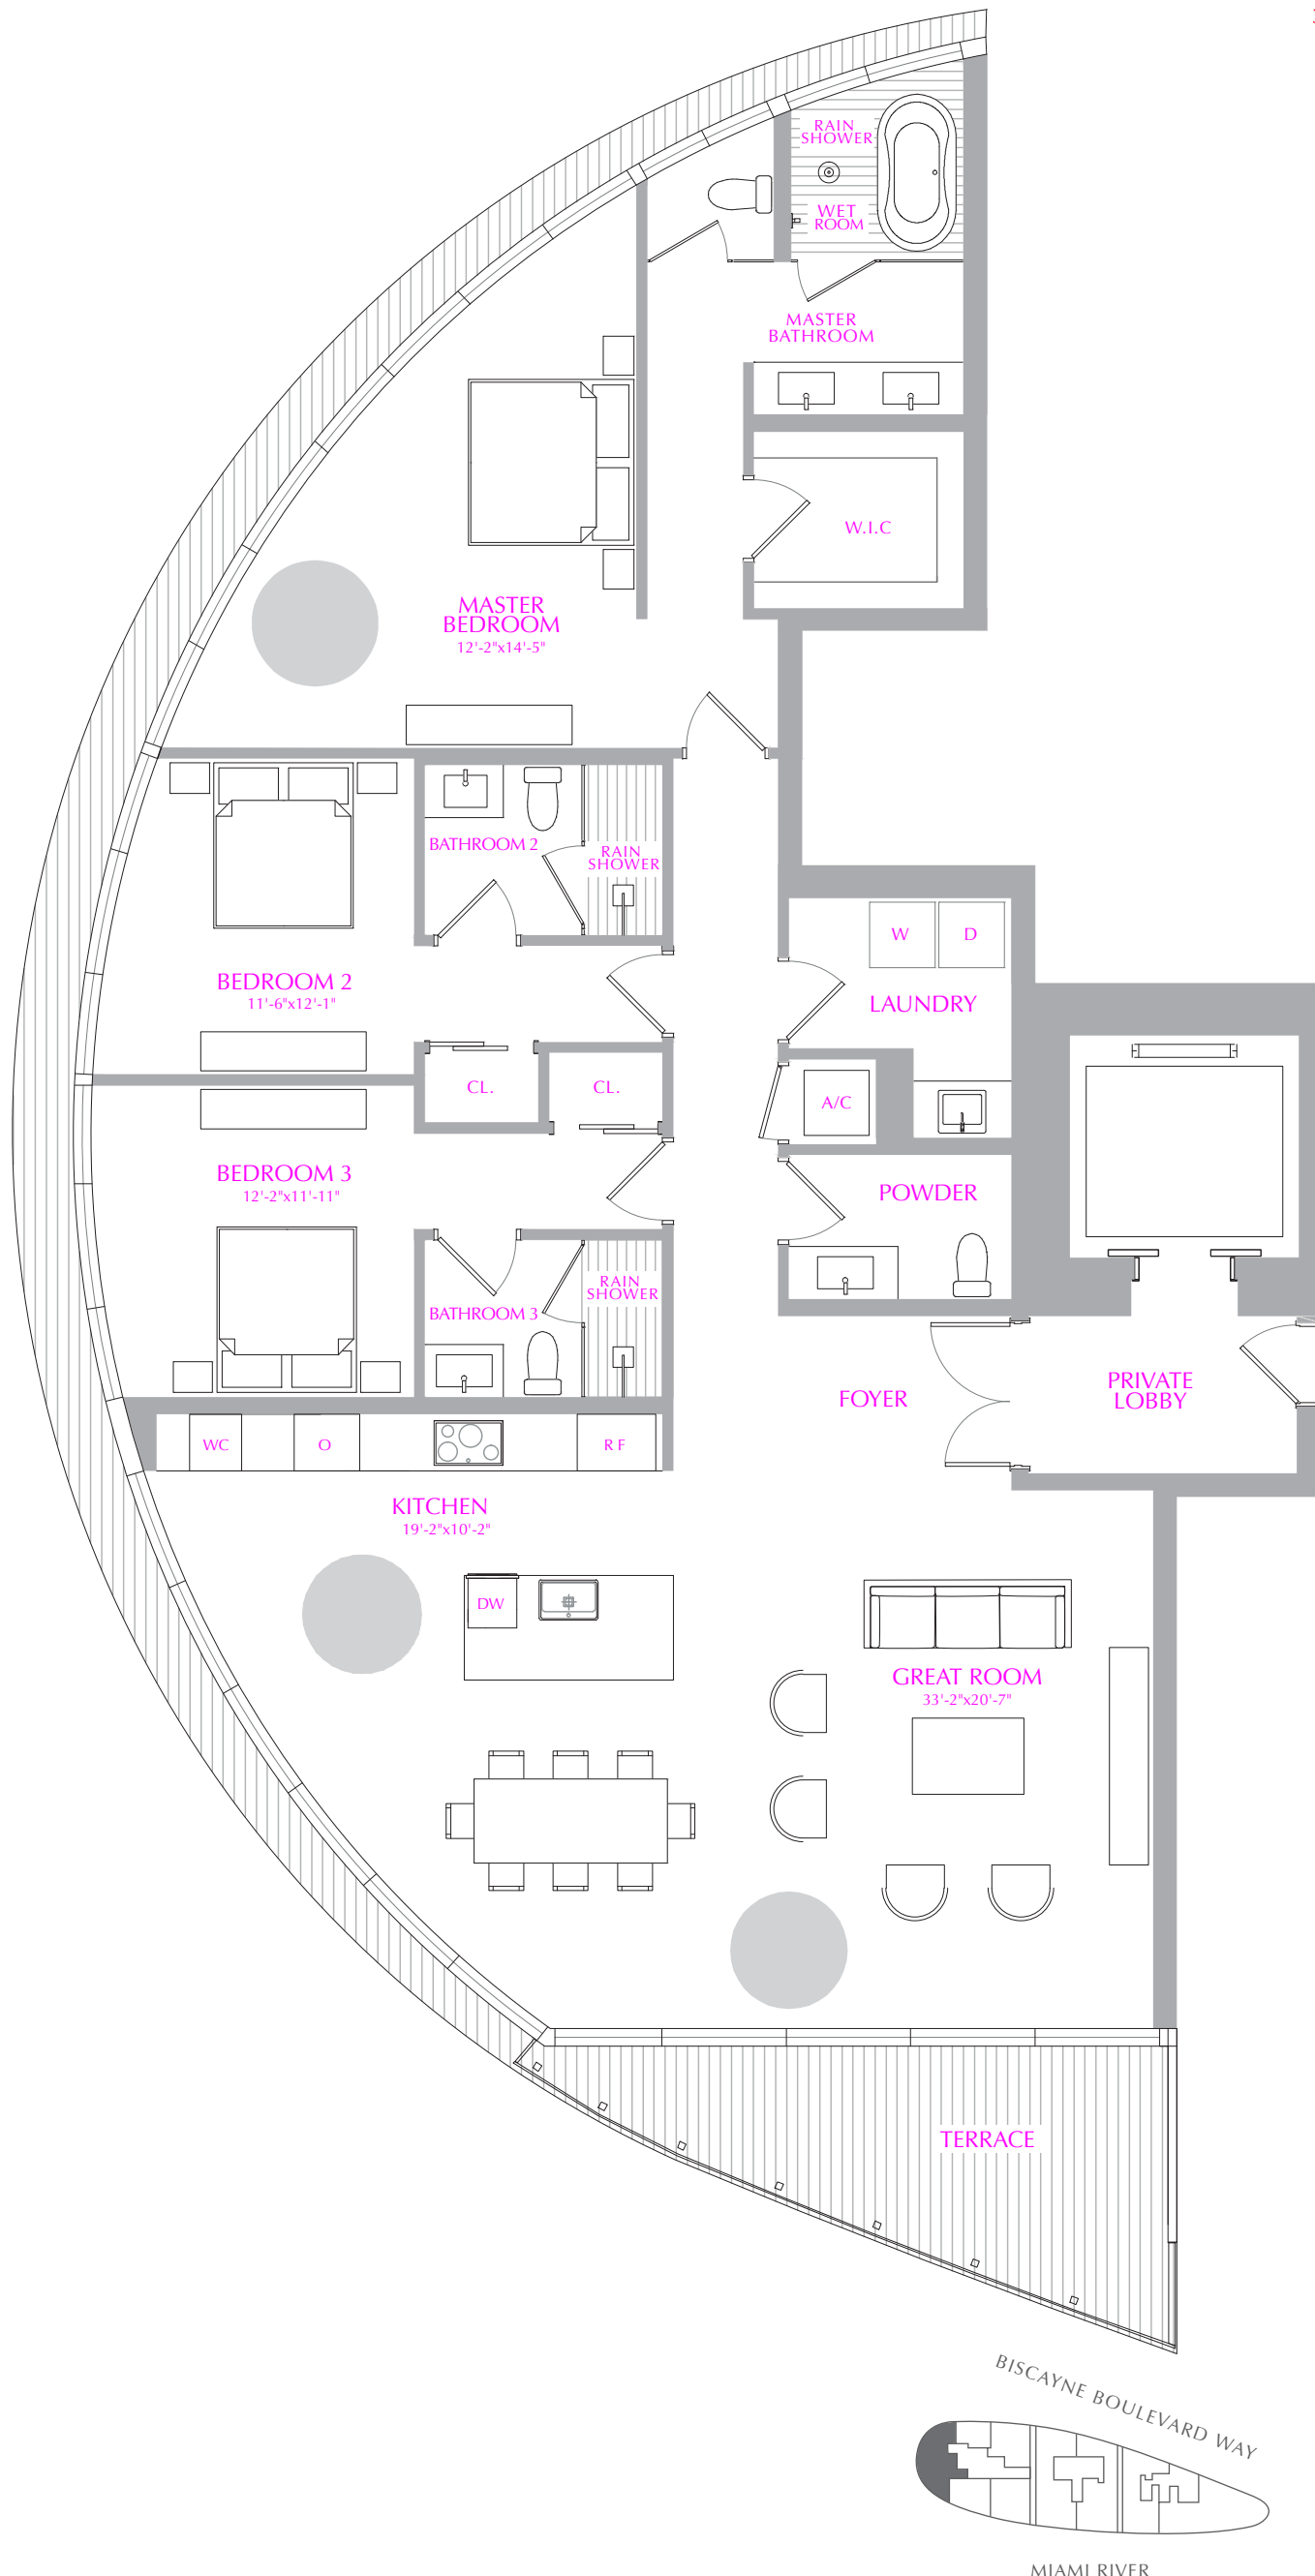 RAIN
SHOWER
WET
ROOM
MASTER
BATHROOM
W.I.C
MASTER
BEDROOM
12'-2"x14'-5"
BATHROOM 2
RAIN
SHOWER
W
D
BEDROOM 2
11'-6"x12'-1"
LAUNDRY
CL.
CL.
A/C
BEDROOM 3
12'-2"x11'-11"
POWDER
RAIN
SHOWER
BATHROOM 3
FOYER
PRIVATE
LOBBY
WC
O
R F
KITCHEN
19'-2"x10'-2"
DW
GREAT ROOM
33'-2"x20'-7"
TERRACE
BISCAYNE BOULEVARD WAY
MIAMI RIVER